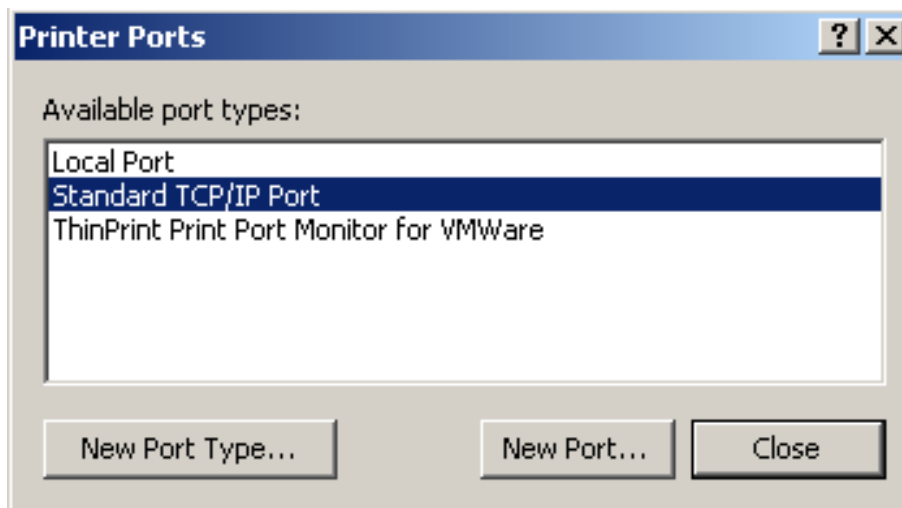 Printer Ports
Available port types:
Local Port
Standard TCP/IP Port
ThinPrint Print Port Monitor for VMWare
New Port Type... New Port... Close